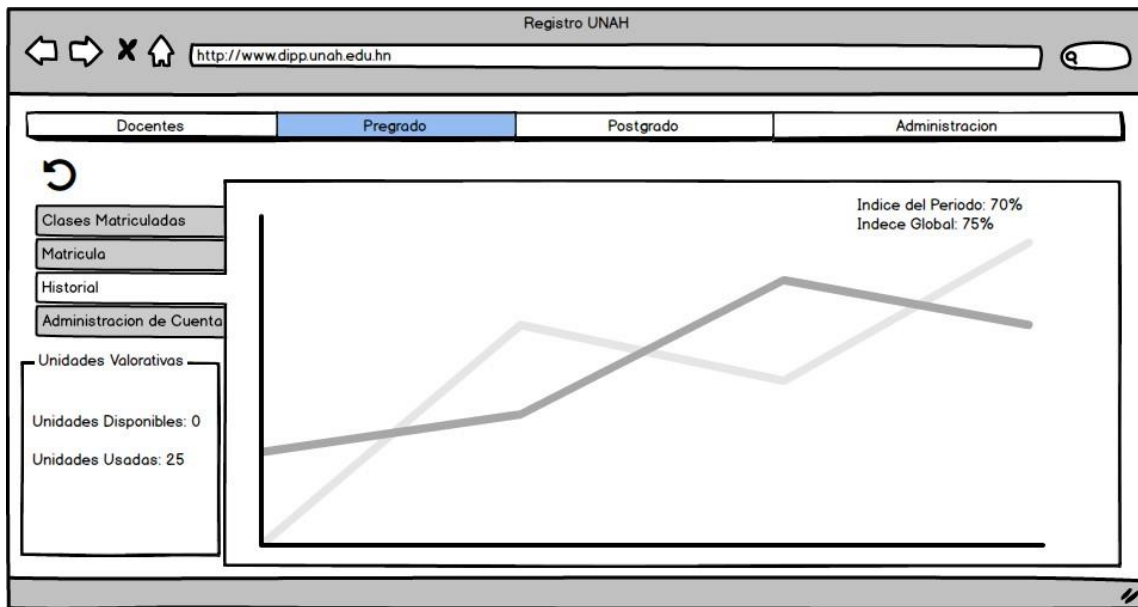 Registro UNAH
http://www.dipp.unah.edu.hn
Docentes
Pregrado
Postgrado
Administracion
Clases Matriculadas
Matricula
Historial
Administracion de Cuenta
Unidades Valorativas
Unidades Disponibles: 0
Unidades Usadas: 25
Indice del Periodo: 70%
Indece Global: 75%